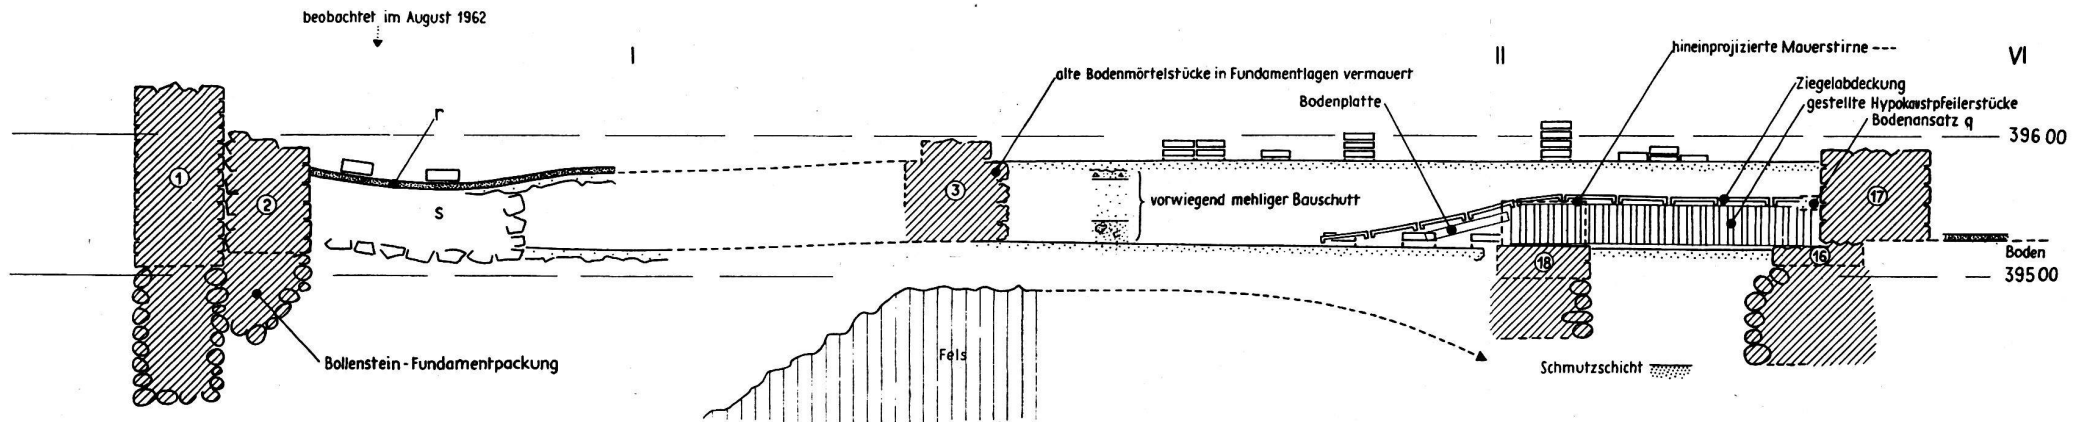 beobachtet im August 1962
I
II
VI
hineinprojizierte Mauerstirne ---
alte Bodenmörtelstücke in Fundamentlagen vermauert
Ziegelabdeckung
Bodenplatte
gestellte Hypokaustpfeilerstücke
Bodenansatz q
r
396 00
1
2
3
17
s
vorwiegend mehliger Bauschutt
18
16
Boden
395 00
Fels
Bollenstein-Fundamentpackung
Schmutzschicht